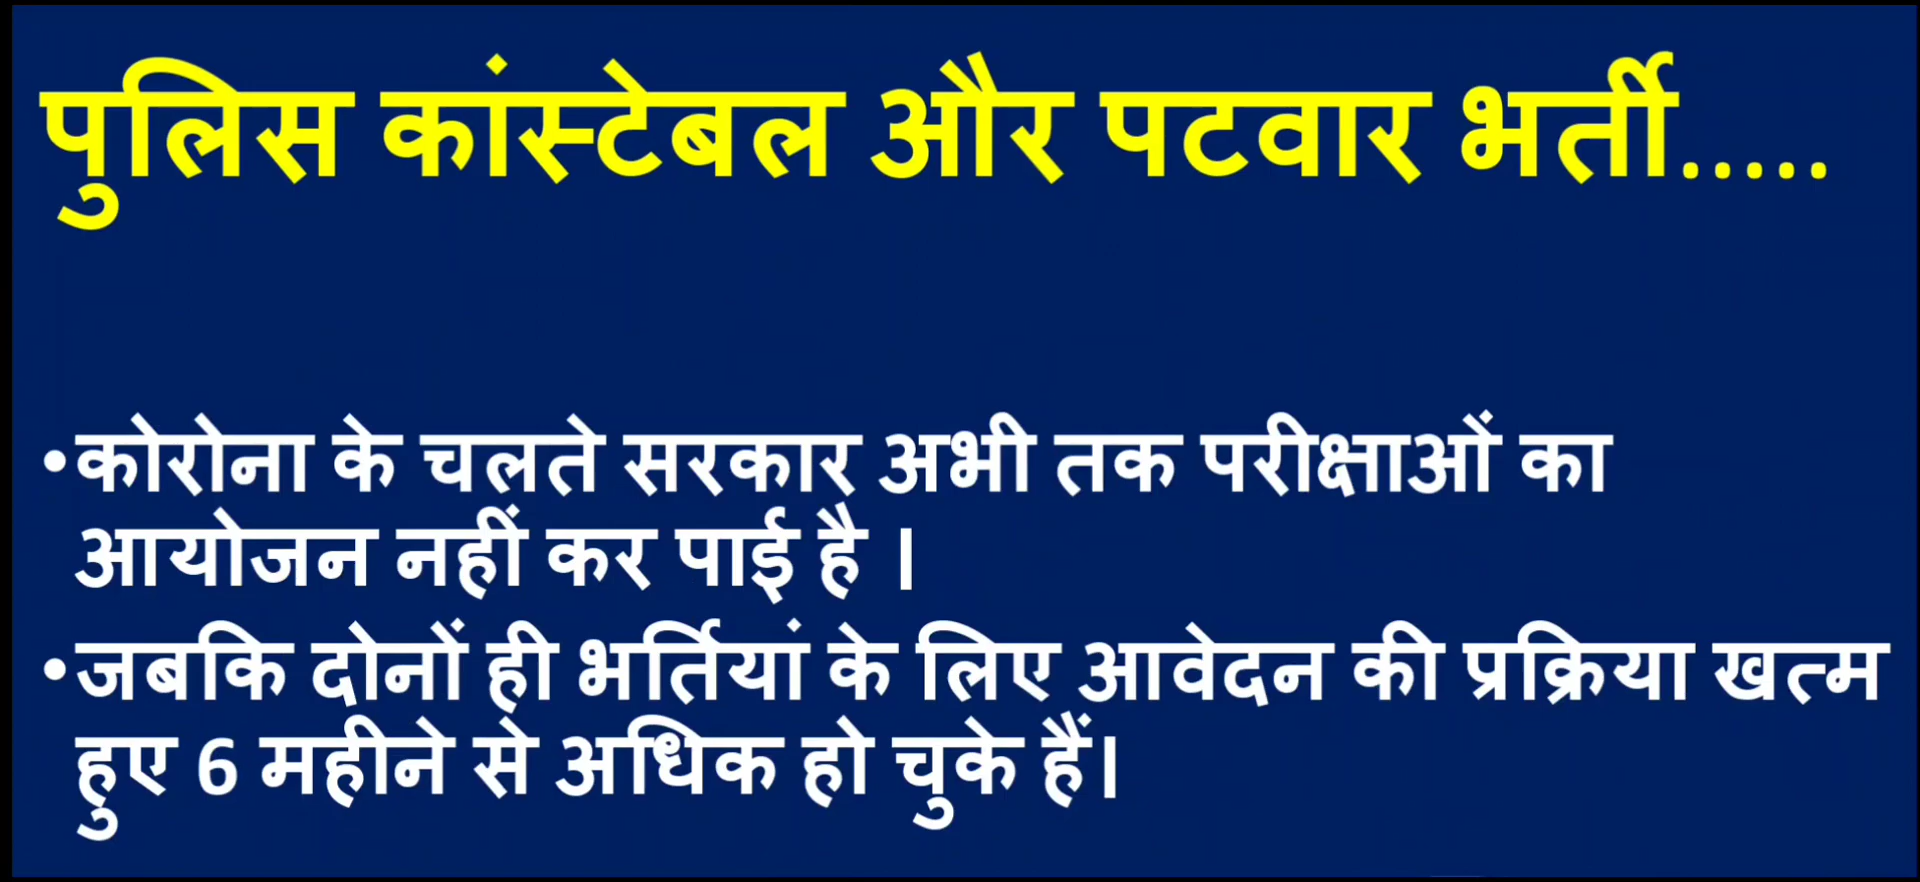 पुलिस कांस्टेबल और पटवार भर्ती.....
•कोरोना के चलते सरकार अभी तक परीक्षाओं का
आयोजन नहीं कर पाई है ।
•जबकि दोनों ही भर्तियां के लिए आवेदन की प्रक्रिया खत्म
हुए 6 महीने से अधिक हो चुके हैं।